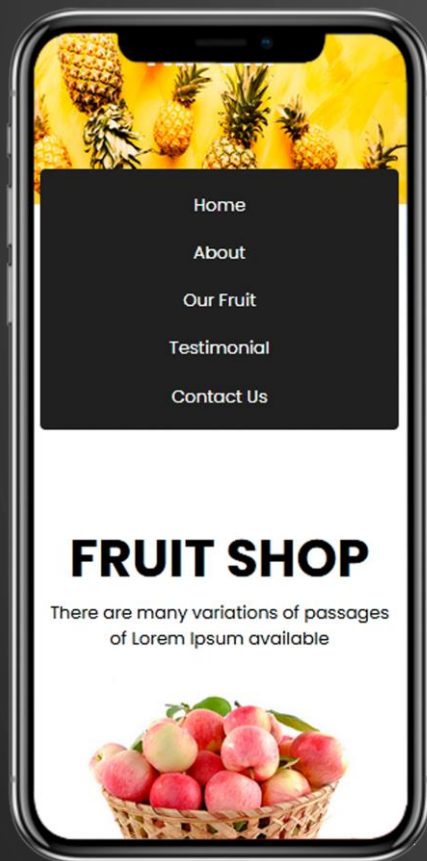 Home
About
Our Fruit
Testimonial
Contact Us
FRUIT SHOP
There are many variations of passages
of Lorem Ipsum available